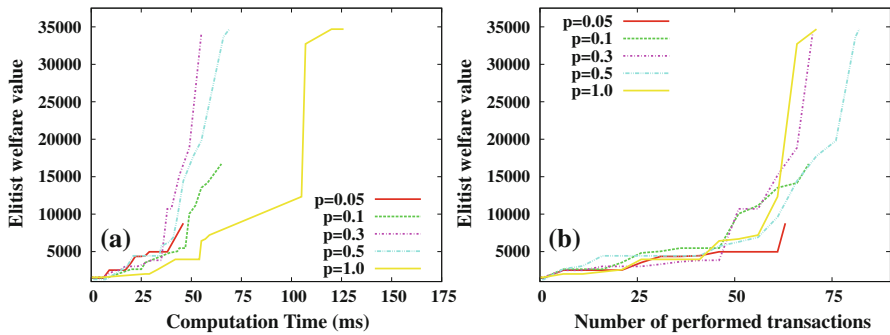 35000
30000
25000
20000
15000
10000
5000
0
25
50
75
100
125
150
175
Elitist welfare value
Computation Time (ms)
(a)
p=0.05
p=0.1
p=0.3
p=0.5
p=1.0
35000
30000
25000
20000
15000
10000
5000
0
25
50
75
Elitist welfare value
Number of performed transactions
(b)
p=0.05
p=0.1
p=0.3
p=0.5
p=1.0